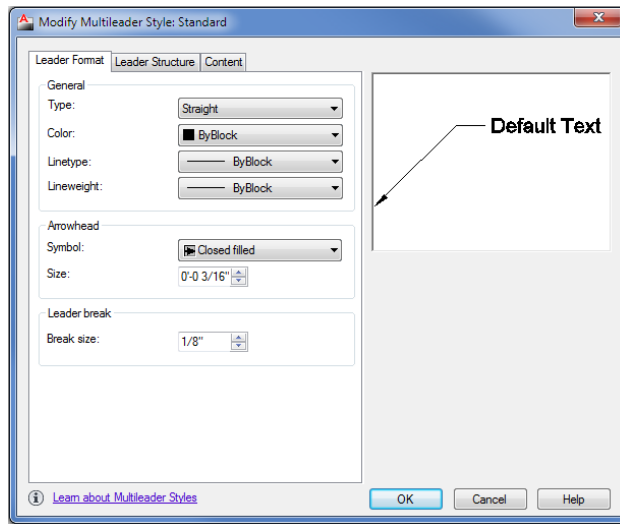 Modify Multileader Style: Standard
Leader Format Leader Structure Content
General
Type: Straight
Color: ByBlock
Linetype: ByBlock
Lineweight: ByBlock
Arrowhead
Symbol: Closed filled
Size: 0'-0 3/16"
Leader break
Break size: 1/8"
Default Text
Learn about Multileader Styles
OK Cancel Help